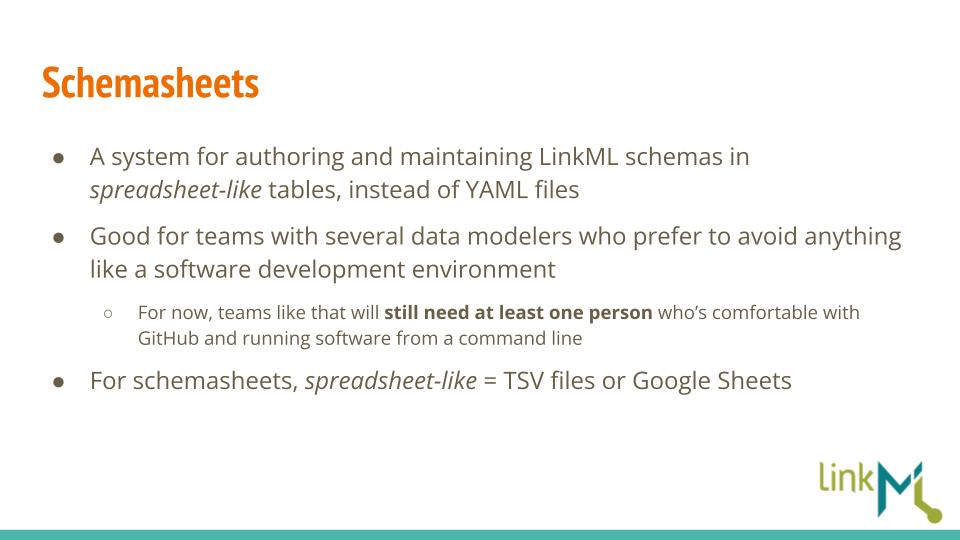 Schemasheets
● A system for authoring and maintaining LinkML schemas in
spreadsheet-like tables, instead of YAML files
● Good for teams with several data modelers who prefer to avoid anything
like a software development environment
○ For now, teams like that will still need at least one person who’s comfortable with
GitHub and running software from a command line
● For schemasheets, spreadsheet-like = TSV files or Google Sheets
link ML